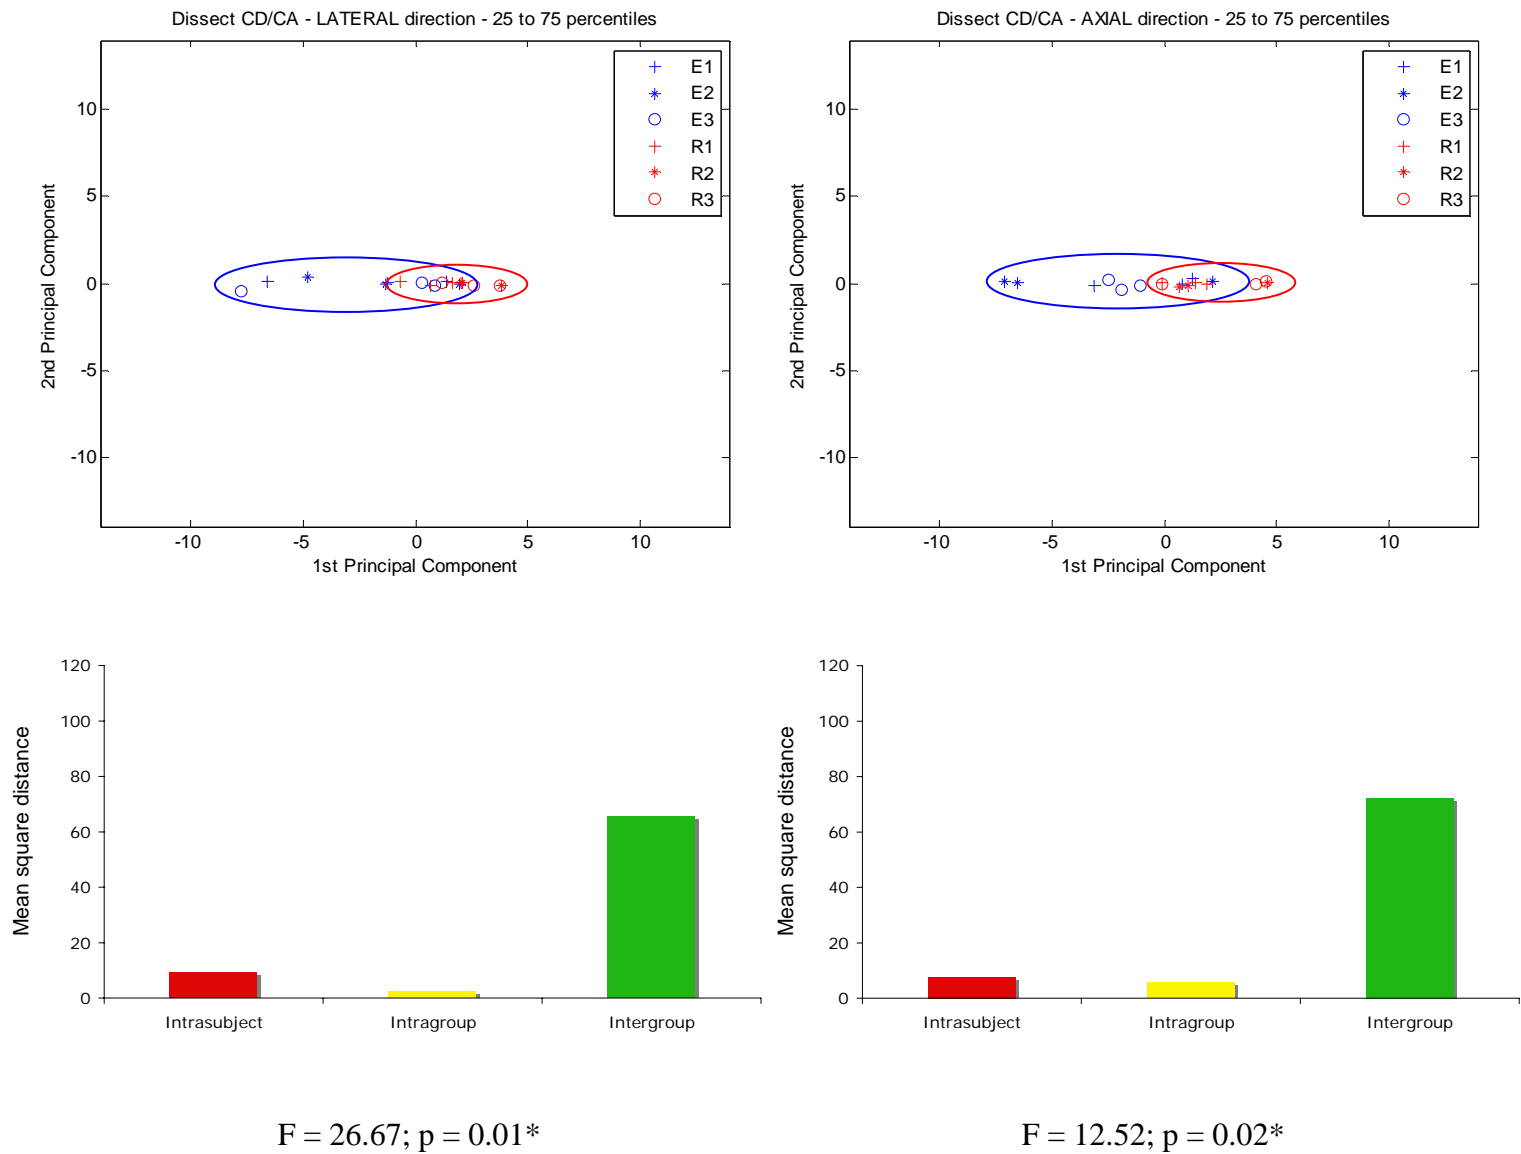 Dissect CD/CA - LATERAL direction - 25 to 75 percentiles
E1
E2
E3
R1
R2
R3
10
5
0
-5
-10
2nd Principal Component
-10 -5 0 5 10
1st Principal Component
Dissect CD/CA - AXIAL direction - 25 to 75 percentiles
E1
E2
E3
R1
R2
R3
10
5
0
-5
-10
2nd Principal Component
-10 -5 0 5 10
1st Principal Component
120
100
80
60
40
20
0
Mean square distance
Intrasubject Intragroup Intergroup
120
100
80
60
40
20
0
Mean square distance
Intrasubject Intragroup Intergroup
F = 26.67; p = 0.01*
F = 12.52; p = 0.02*